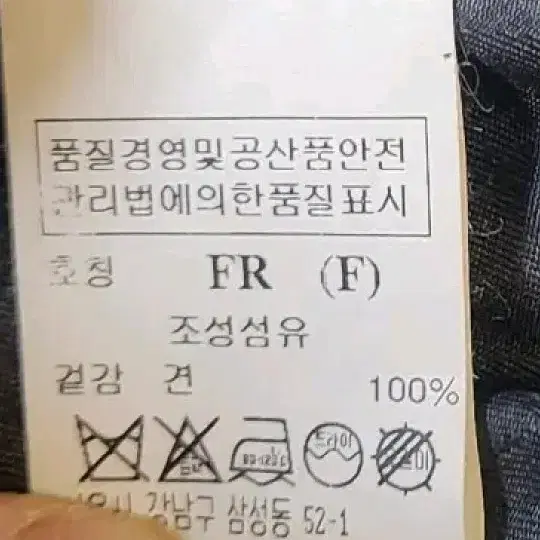 품질경영및공산품안전
관리법에의한품질표시
호칭 FR (F)
조성섬유
겉감 견 100%
드라이
강남구 삼성동 52-1